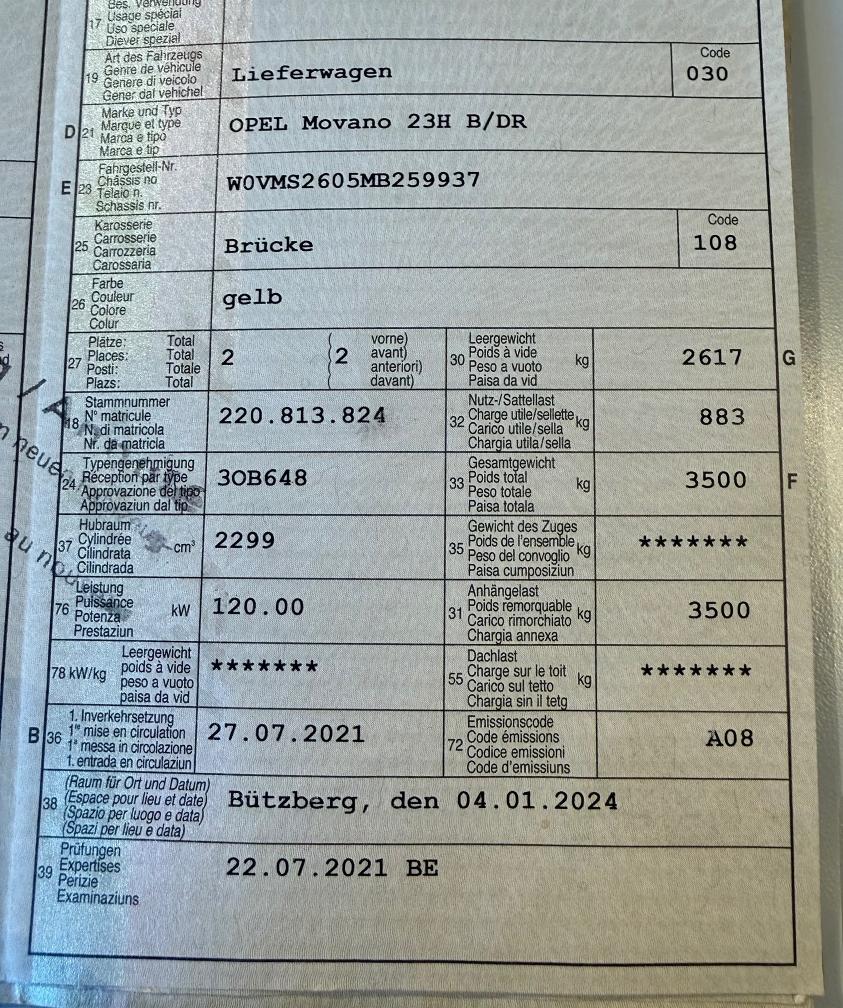 Bes. Verwendung
17 Usage spécial
Uso speciale
Diever spezial
Art des Fahrzeugs
19 Genre de véhicule
Genere di veicolo
Gener dal vehichel
Lieferwagen
Code
030
D 21 Marke und Typ
Marque et type
Marca e tipo
Marca e tip
OPEL Movano 23H B/DR
E 23 Fahrgestell-Nr.
Châssis no
Telaio n.
Schassis nr.
W0VMS2605MB259937
25 Karosserie
Carrosserie
Carrozzeria
Carossaria
Brücke
Code
108
26 Farbe
Couleur
Colore
Colur
gelb
27 Plätze: Total
Places: Total
Posti: Totale
Plazs: Total
2 (2 vorne)
avant)
anteriori)
davant)
30 Leergewicht
Poids à vide kg
Peso a vuoto
Paisa da vid
2617 G
18 Stammnummer
N° matricule
N. di matricola
Nr. da matricla
220.813.824
32 Nutz-/Sattellast
Charge utile/sellette kg
Carico utile/sella
Chargia utila/sella
883
24 Typengenehmigung
Réception par type
Approvazione del tipo
Approvaziun dal tip
3OB648
33 Gesamtgewicht
Poids total kg
Peso totale
Paisa totala
3500 F
37 Hubraum
Cylindrée cm³
Cilindrata
Cilindrada
2299
35 Gewicht des Zuges
Poids de l'ensemble kg
Peso del convoglio
Paisa cumposiziun
*******
76 Leistung
Puissance kW
Potenza
Prestaziun
120.00
31 Anhängelast
Poids remorquable kg
Carico rimorchiato
Chargia annexa
3500
78 kW/kg Leergewicht
poids à vide
peso a vuoto
paisa da vid
*******
55 Dachlast
Charge sur le toit kg
Carico sul tetto
Chargia sin il tetg
*******
B 36 1. Inverkehrsetzung
1re mise en circulation
1a messa in circolazione
1. entrada en circulaziun
27.07.2021
72 Emissionscode
Code émissions
Codice emissioni
Code d'emissiuns
A08
38 (Raum für Ort und Datum)
(Espace pour lieu et date)
(Spazio per luogo e data)
(Spazi per lieu e data)
Bützberg, den 04.01.2024
39 Prüfungen
Expertises
Perizie
Examinaziuns
22.07.2021 BE